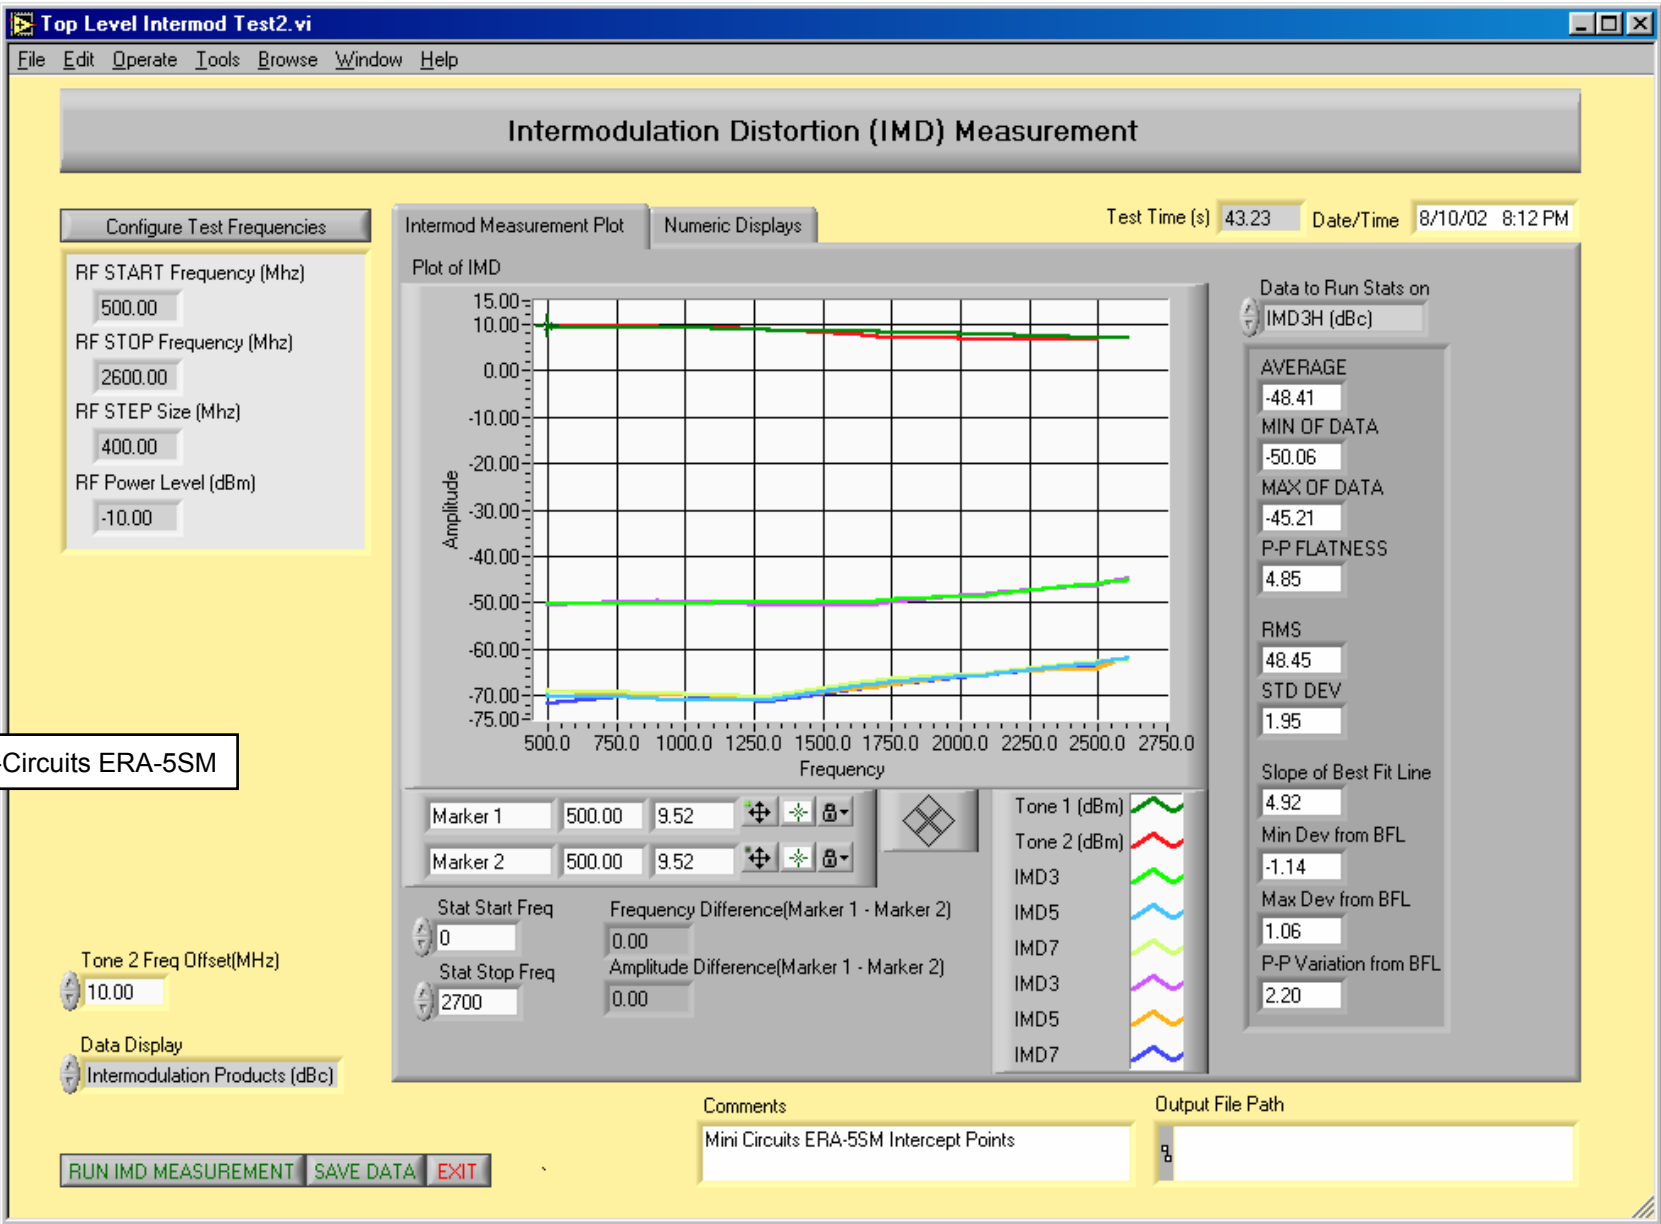 Top Level Intermod Test2.vi
File Edit Operate Tools Browse Window Help
Intermodulation Distortion (IMD) Measurement
Configure Test Frequencies
RF START Frequency (Mhz)
500.00
RF STOP Frequency (Mhz)
2600.00
RF STEP Size (Mhz)
400.00
RF Power Level (dBm)
-10.00
-Circuits ERA-5SM
Tone 2 Freq Offset(MHz)
10.00
Data Display
Intermodulation Products (dBc)
RUN IMD MEASUREMENT SAVE DATA EXIT
Intermod Measurement Plot Numeric Displays
Test Time (s) 43.23 Date/Time 8/10/02 8:12 PM
Plot of IMD
Amplitude
15.00
10.00
0.00
-10.00
-20.00
-30.00
-40.00
-50.00
-60.00
-70.00
-75.00
500.0 750.0 1000.0 1250.0 1500.0 1750.0 2000.0 2250.0 2500.0 2750.0
Frequency
Marker 1 500.00 9.52
Marker 2 500.00 9.52
Stat Start Freq
0
Stat Stop Freq
2700
Frequency Difference(Marker 1 - Marker 2)
0.00
Amplitude Difference(Marker 1 - Marker 2)
0.00
Tone 1 (dBm)
Tone 2 (dBm)
IMD3
IMD5
IMD7
IMD3
IMD5
IMD7
Data to Run Stats on
IMD3H (dBc)
AVERAGE
-48.41
MIN OF DATA
-50.06
MAX OF DATA
-45.21
P-P FLATNESS
4.85
RMS
48.45
STD DEV
1.95
Slope of Best Fit Line
4.92
Min Dev from BFL
-1.14
Max Dev from BFL
1.06
P-P Variation from BFL
2.20
Comments
Mini Circuits ERA-5SM Intercept Points
Output File Path